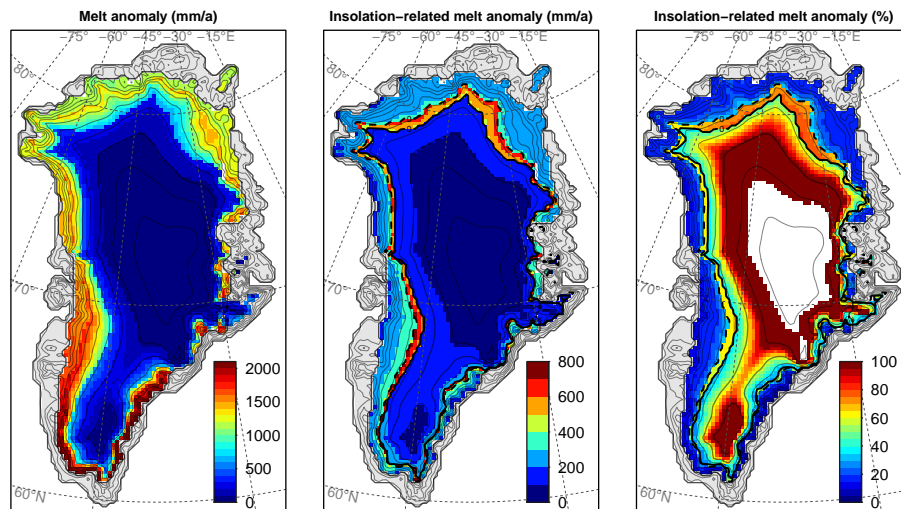 Melt anomaly (mm/a)
Insolation−related melt anomaly (mm/a)
Insolation−related melt anomaly (%)
−75° −60° −45° −30° −15°E
80°
70°
60°N
2000
1500
1000
500
0
−75° −60° −45° −30° −15°E
80°
70°
60°N
800
600
400
200
0
−75° −60° −45° −30° −15°E
80°
70°
60°N
100
80
60
40
20
0